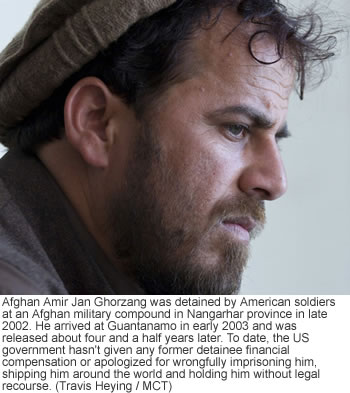 Afghan Amir Jan Ghorzang was detained by American soldiers
at an Afghan military compound in Nangarhar province in late
2002. He arrived at Guantanamo in early 2003 and was
released about four and a half years later. To date, the US
government hasn't given any former detainee financial
compensation or apologized for wrongfully imprisoning him,
shipping him around the world and holding him without legal
recourse. (Travis Heying / MCT)